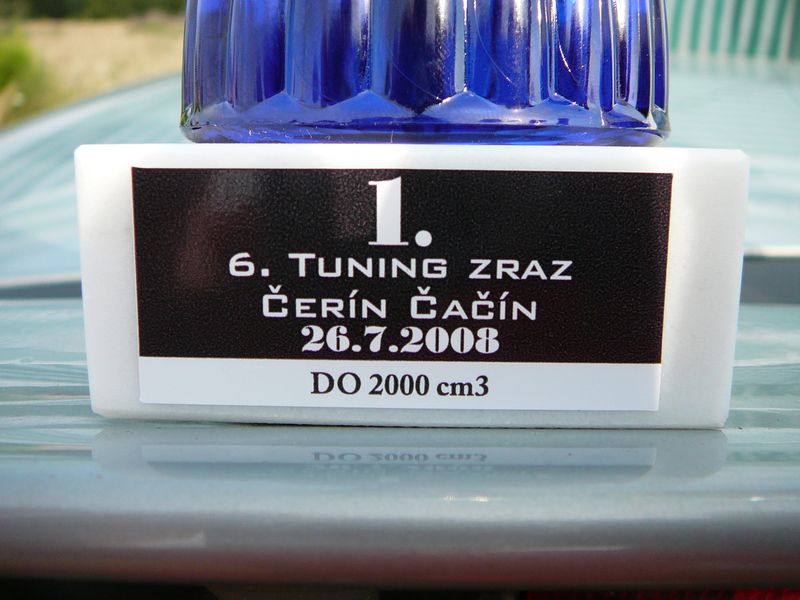 1.
6. Tuning zraz
Čerín Čačín
26.7.2008
DO 2000 cm3